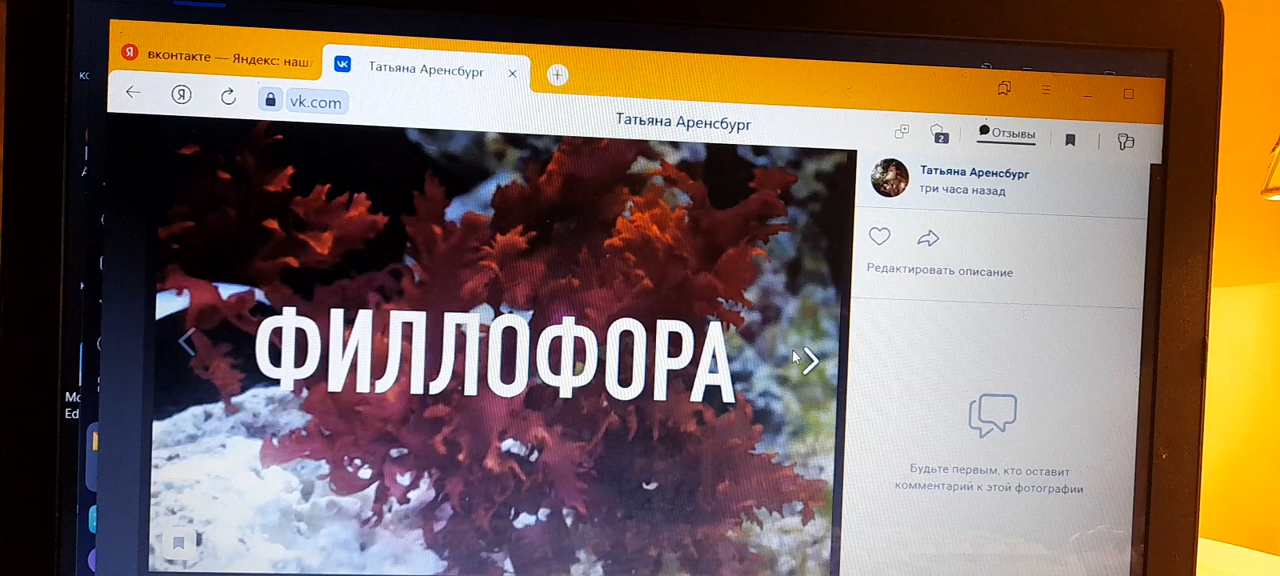 вконтакте — Яндекс: наш
Татьяна Аренсбург
vk.com
Татьяна Аренсбург
2
Отзывы
Татьяна Аренсбург
три часа назад
Редактировать описание
ФИЛЛОФОРА
Будьте первым, кто оставит
комментарий к этой фотографии